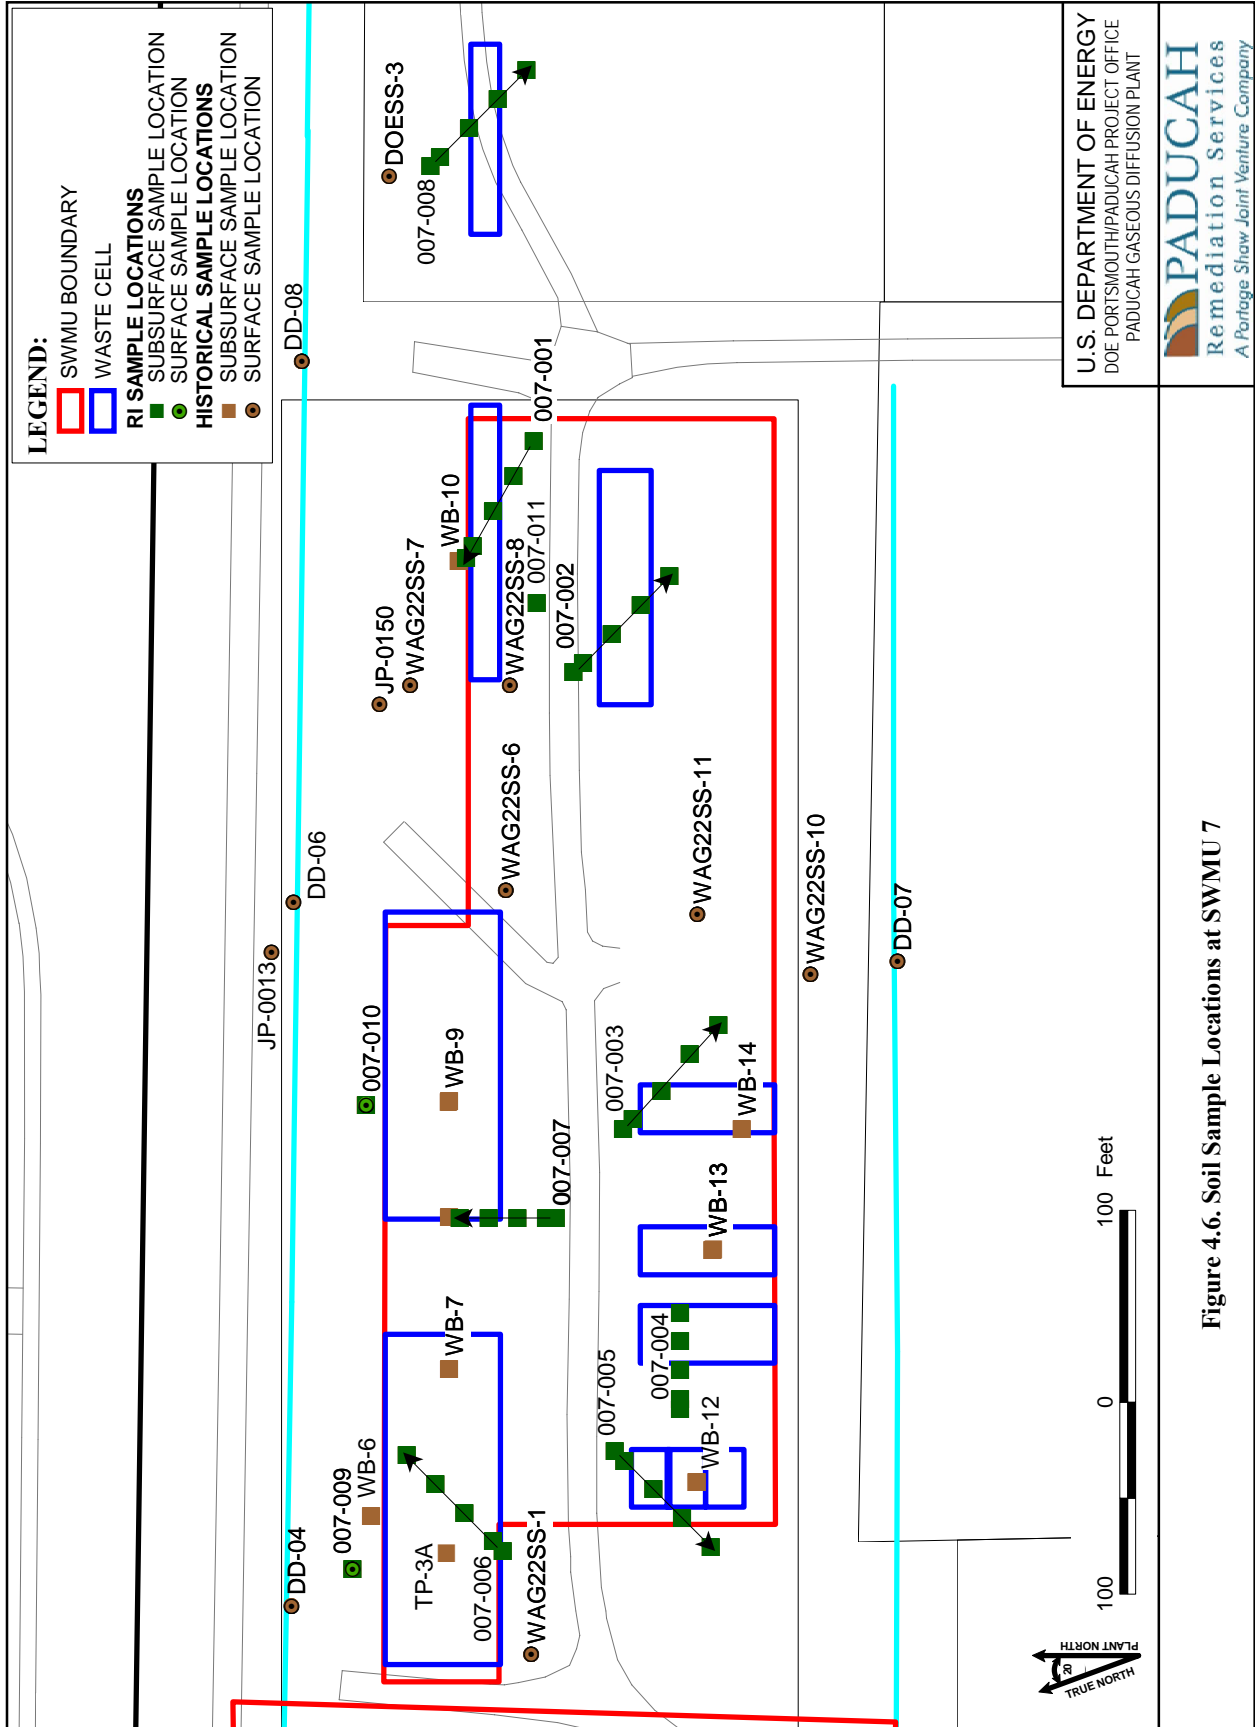 LEGEND:
SWMU BOUNDARY
WASTE CELL
RI SAMPLE LOCATIONS
SUBSURFACE SAMPLE LOCATION
SURFACE SAMPLE LOCATION
HISTORICAL SAMPLE LOCATIONS
SUBSURFACE SAMPLE LOCATION
SURFACE SAMPLE LOCATION
DD-04
JP-0013
DD-06
DD-08
007-009
WB-6
007-010
JP-0150
WAG22SS-7
DOESS-3
TP-3A
WB-7
WB-9
WB-10
007-008
007-006
WAG22SS-1
WAG22SS-6
WAG22SS-8
007-011
007-001
007-007
007-002
007-005
007-004
007-003
WB-12
WB-13
WB-14
WAG22SS-11
WAG22SS-10
DD-07
20
TRUE NORTH
PLANT NORTH
100 0 100 Feet
U.S. DEPARTMENT OF ENERGY
DOE PORTSMOUTH/PADUCAH PROJECT OFFICE
PADUCAH GASEOUS DIFFUSION PLANT
PADUCAH
Remediation Services
A Portage Shaw Joint Venture Company
Figure 4.6. Soil Sample Locations at SWMU 7